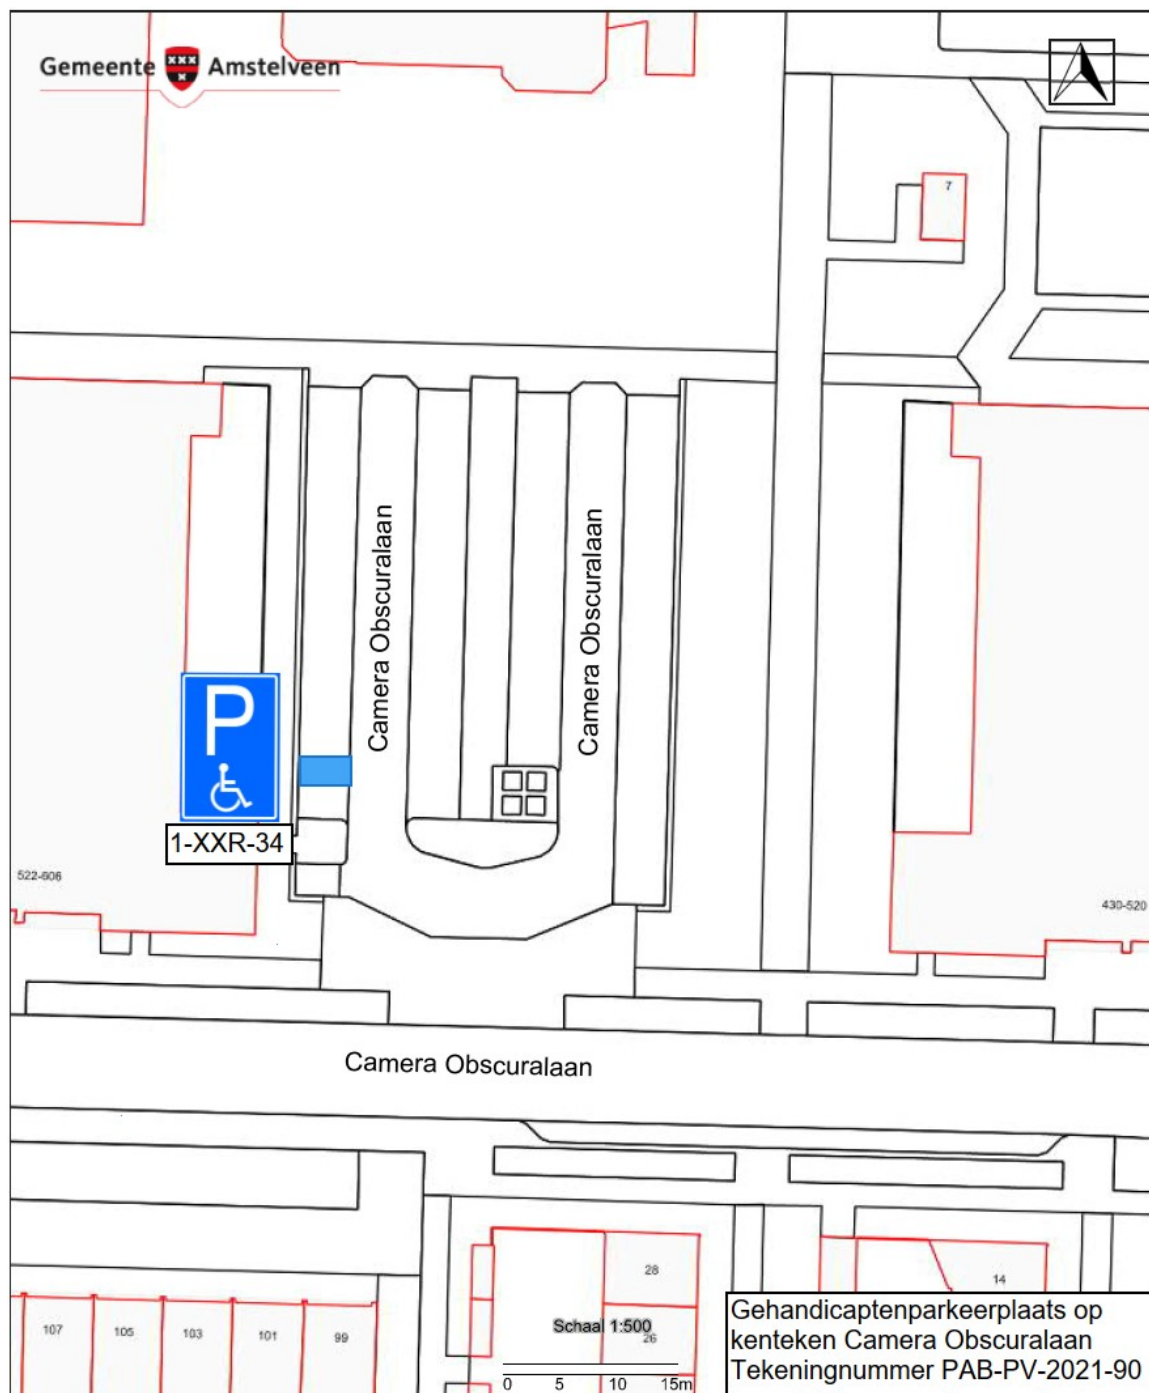 Gemeente Amstelveen
7
Camera Obscuralaan
Camera Obscuralaan
P
1-XXR-34
522-606
430-520
Camera Obscuralaan
28
14
107
105
103
101
99
Schaal 1:500
26
0 5 10 15m
Gehandicaptenparkeerplaats op
kenteken Camera Obscuralaan
Tekeningnummer PAB-PV-2021-90